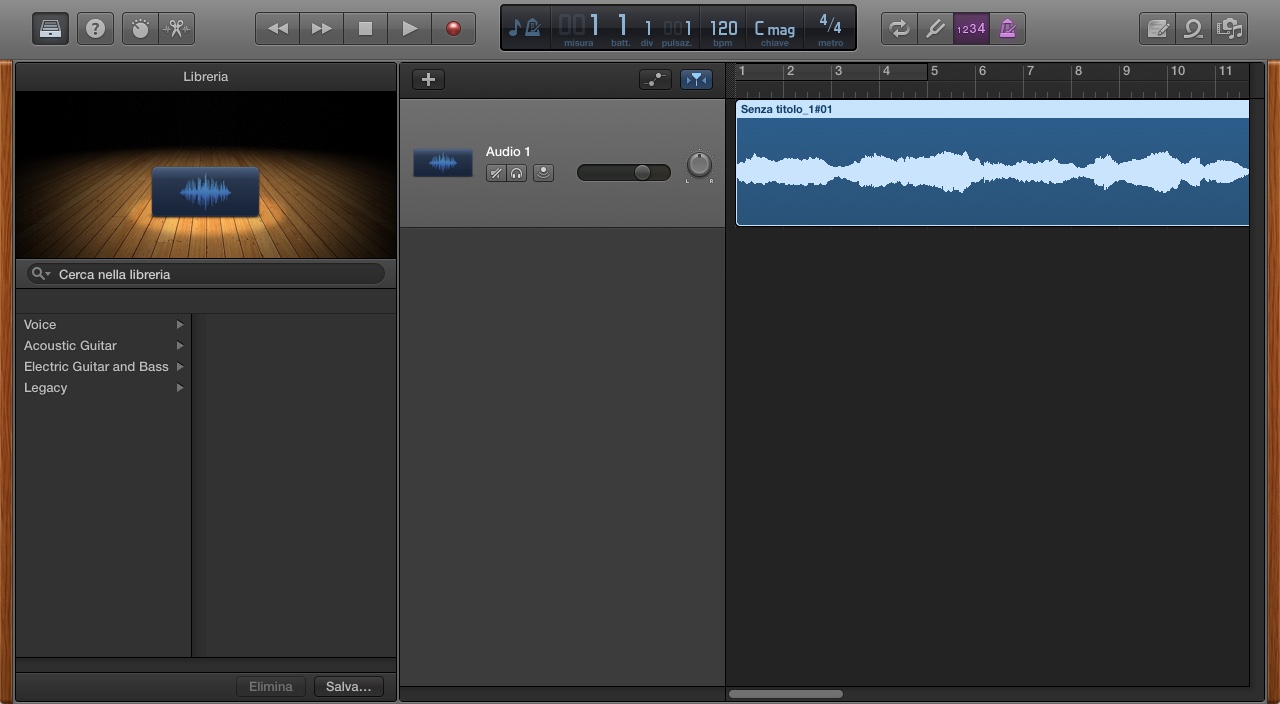 1 1 1 1 120 C mag 4/4
misura batt. div pulsaz. bpm chiave metro
1234
Libreria
1 2 3 4 5 6 7 8 9 10 11
Senza titolo_1#01
Audio 1
L R
Cerca nella libreria
Voice
Acoustic Guitar
Electric Guitar and Bass
Legacy
Elimina Salva...